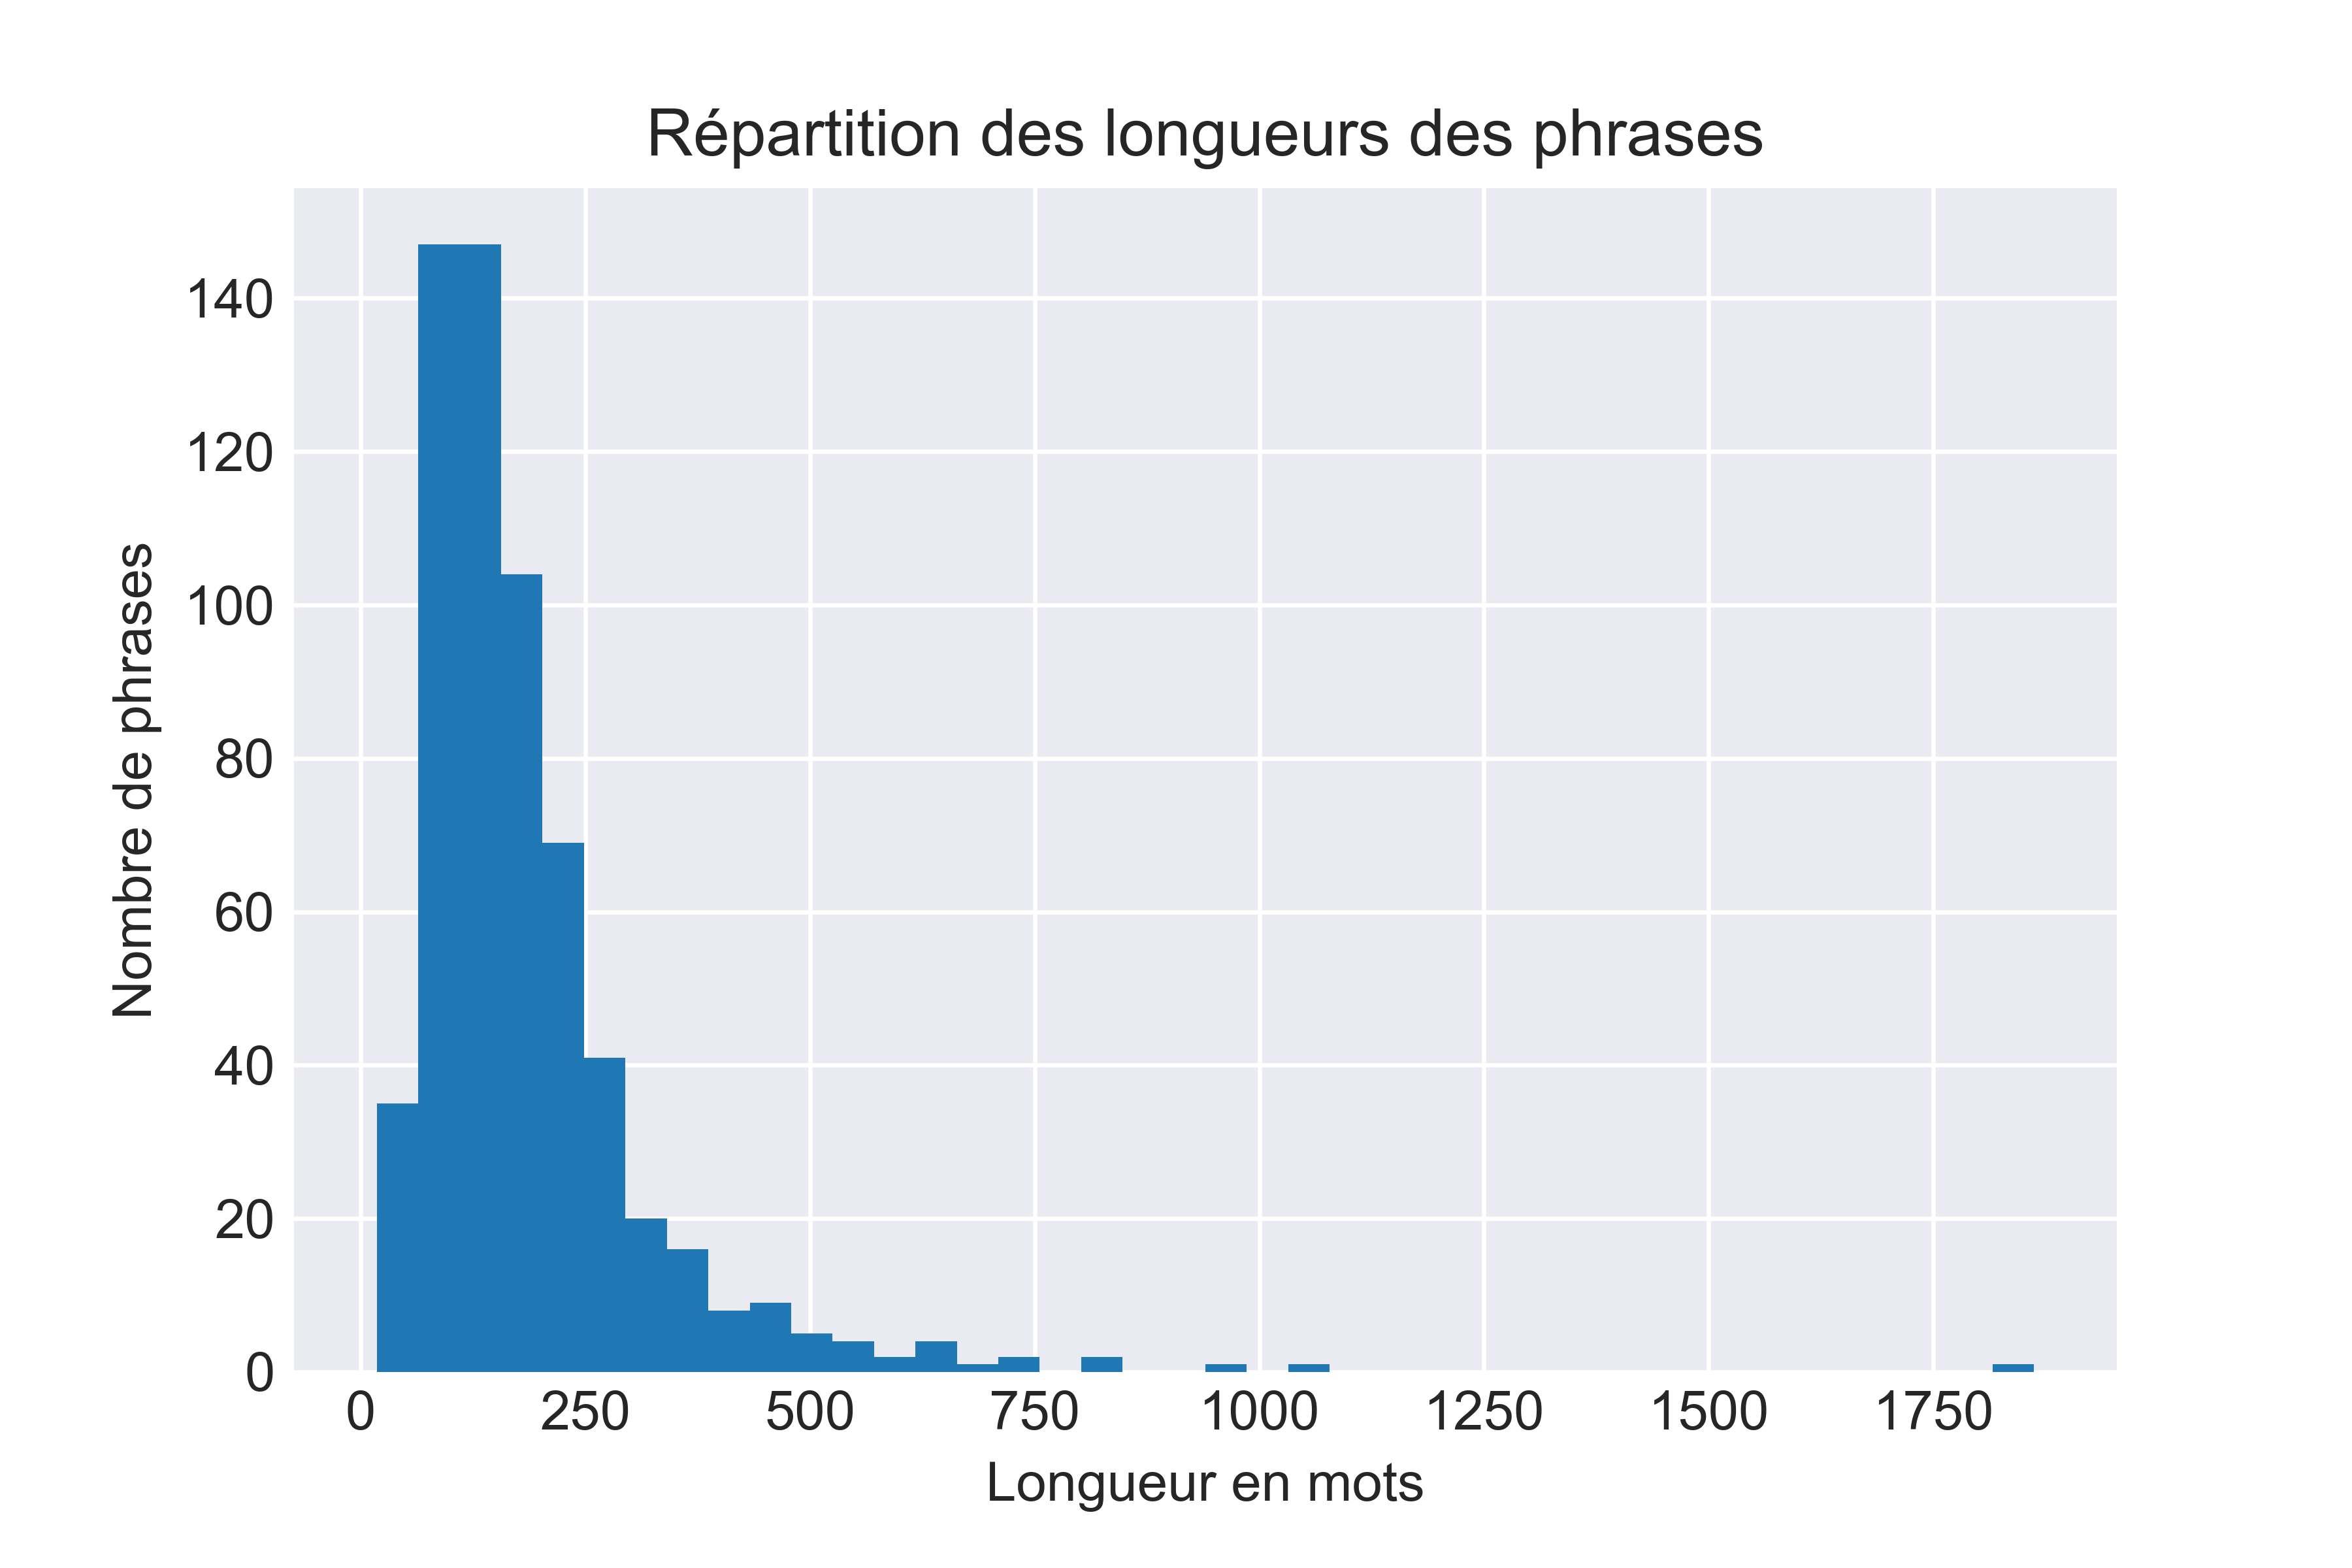 Répartition des longueurs des phrases
Nombre de phrases
140
120
100
80
60
40
20
0
0 250 500 750 1000 1250 1500 1750
Longueur en mots